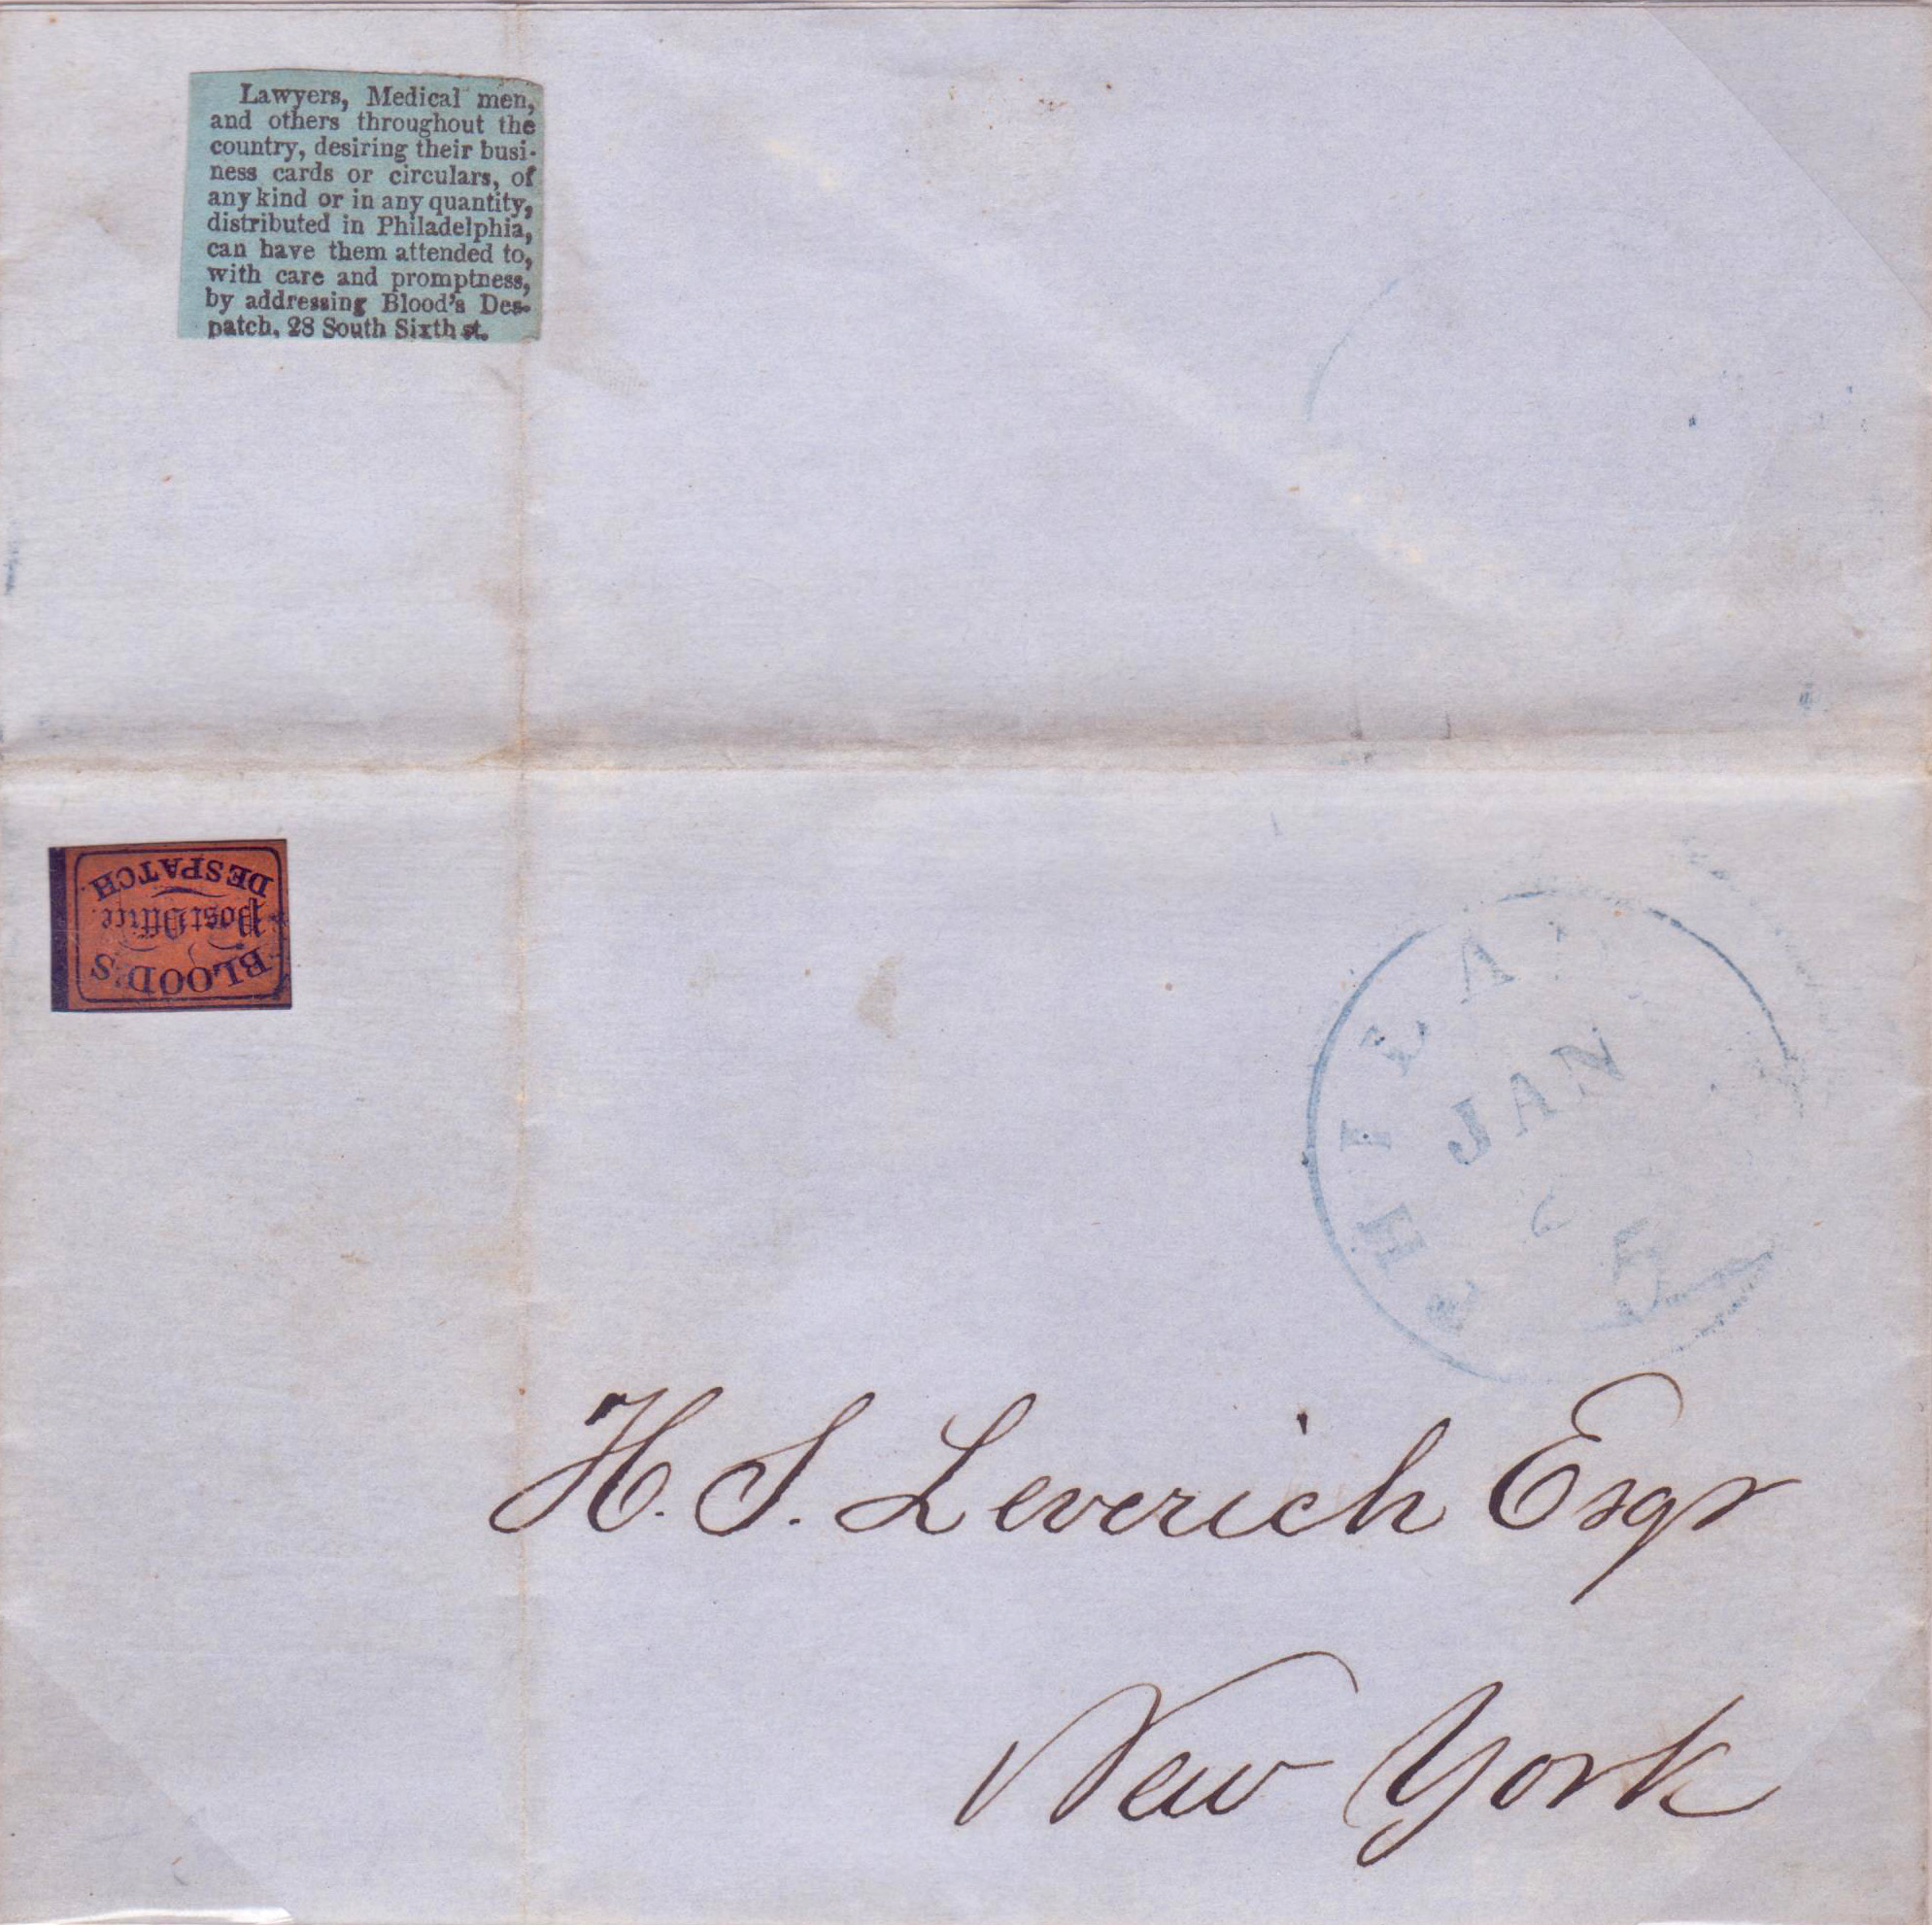 Lawyers, Medical men,
and others throughout the
country, desiring their busi-
ness cards or circulars, of
any kind or in any quantity,
distributed in Philadelphia,
can have them attended to,
with care and promptness,
by addressing Blood's Des-
patch, 28 South Sixth st.
BLOOD'S
Post Office
DESPATCH.
PHILA
JAN
5
H. S. Leverich Esqr
New York